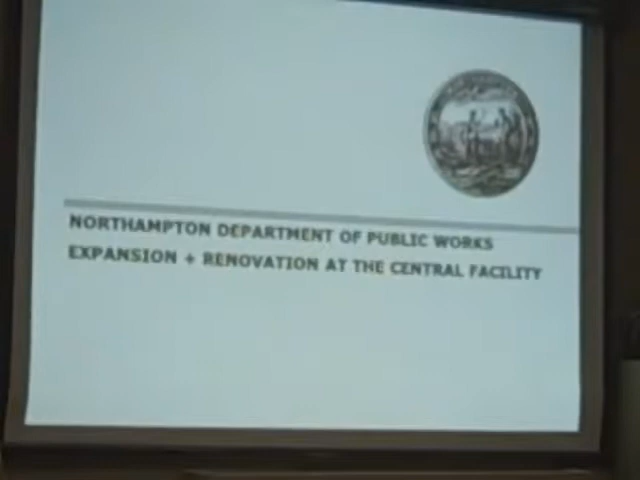 NORTHAMPTON DEPARTMENT OF PUBLIC WORKS
EXPANSION + RENOVATION AT THE CENTRAL FACILITY